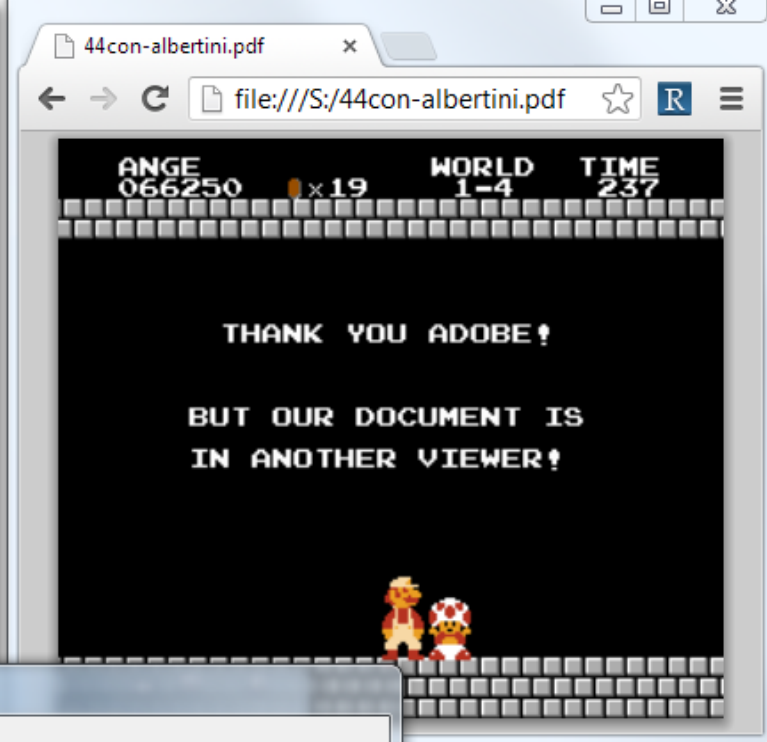 44con-albertini.pdf ×
file:///S:/44con-albertini.pdf R
ANGE WORLD TIME
066250 ×19 1-4 237
THANK YOU ADOBE!
BUT OUR DOCUMENT IS
IN ANOTHER VIEWER!